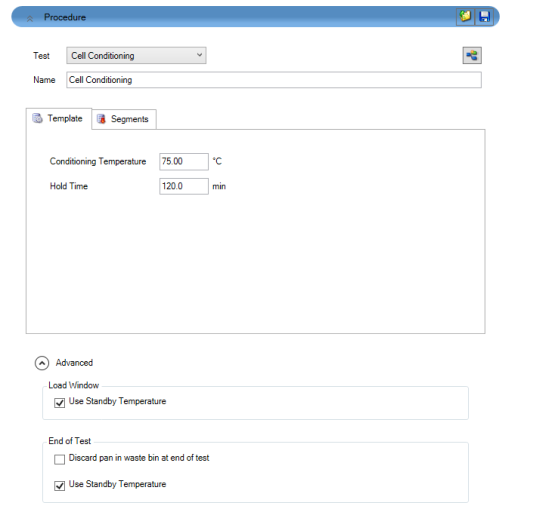 Procedure
Test Cell Conditioning
Name Cell Conditioning
Template Segments
Conditioning Temperature 75.00 °C
Hold Time 120.0 min
Advanced
Load Window
Use Standby Temperature
End of Test
Discard pan in waste bin at end of test
Use Standby Temperature